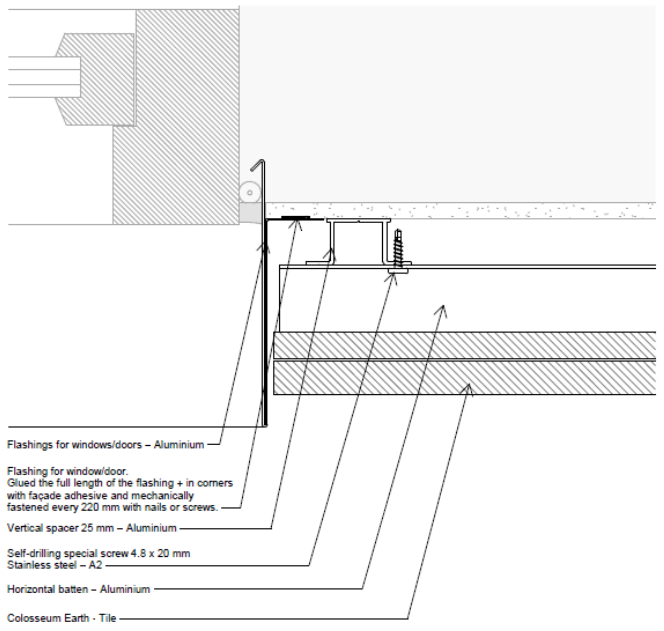 Flashings for windows/doors – Aluminium
Flashing for window/door.
Glued the full length of the flashing + in corners
with façade adhesive and mechanically
fastened every 220 mm with nails or screws.
Vertical spacer 25 mm – Aluminium
Self-drilling special screw 4.8 x 20 mm
Stainless steel – A2
Horizontal batten – Aluminium
Colosseum Earth - Tile